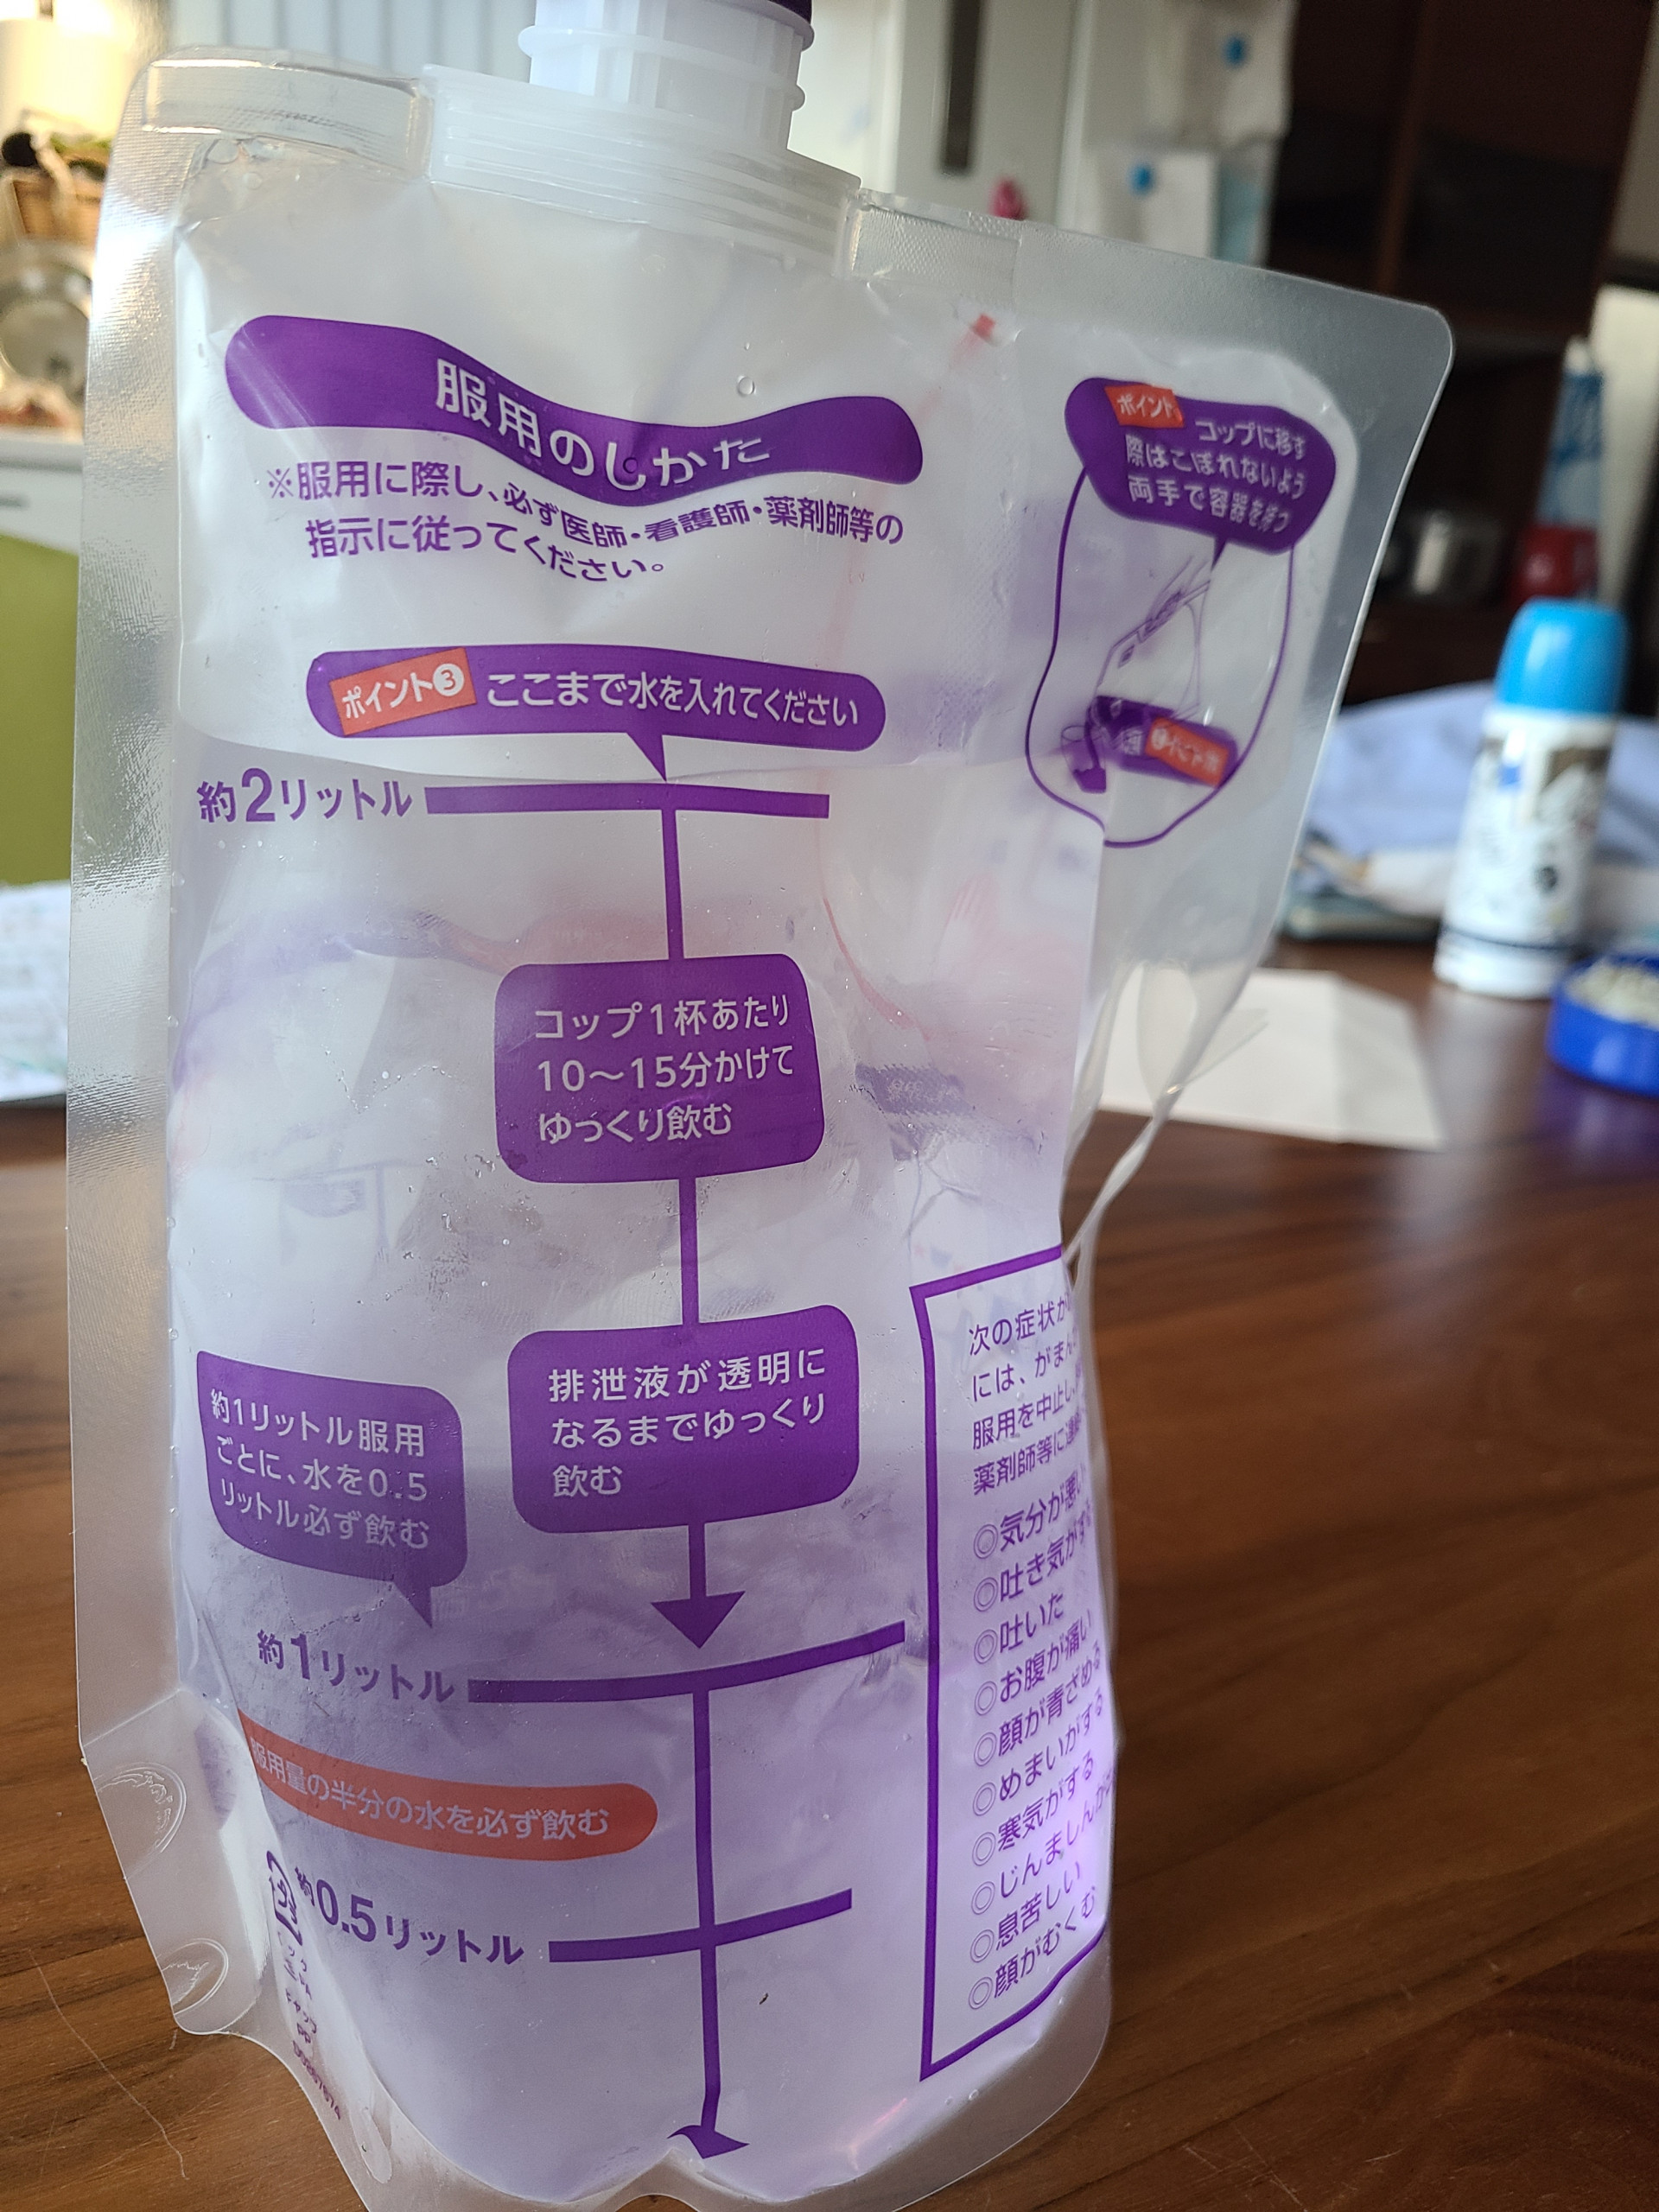 服用のしかた
※服用に際し、必ず医師・看護師・薬剤師等の
指示に従ってください。
ポイント
コップに移す
際はこぼれないよう
両手で容器を持つ
ポイント3 ここまで水を入れてください
約2リットル
コップ1杯あたり
10〜15分かけて
ゆっくり飲む
排泄液が透明に
なるまでゆっくり
飲む
約1リットル服用
ごとに、水を0.5
リットル必ず飲む
約1リットル
服用量の半分の水を必ず飲む
約0.5リットル
次の症状が
には、がまん
服用を中止し、
薬剤師等に連絡
◎気分が悪い
◎吐き気がする
◎吐いた
◎お腹が痛い
◎顔が青ざめる
◎めまいがする
◎寒気がする
◎じんましんが
◎息苦しい
◎顔がむくむ